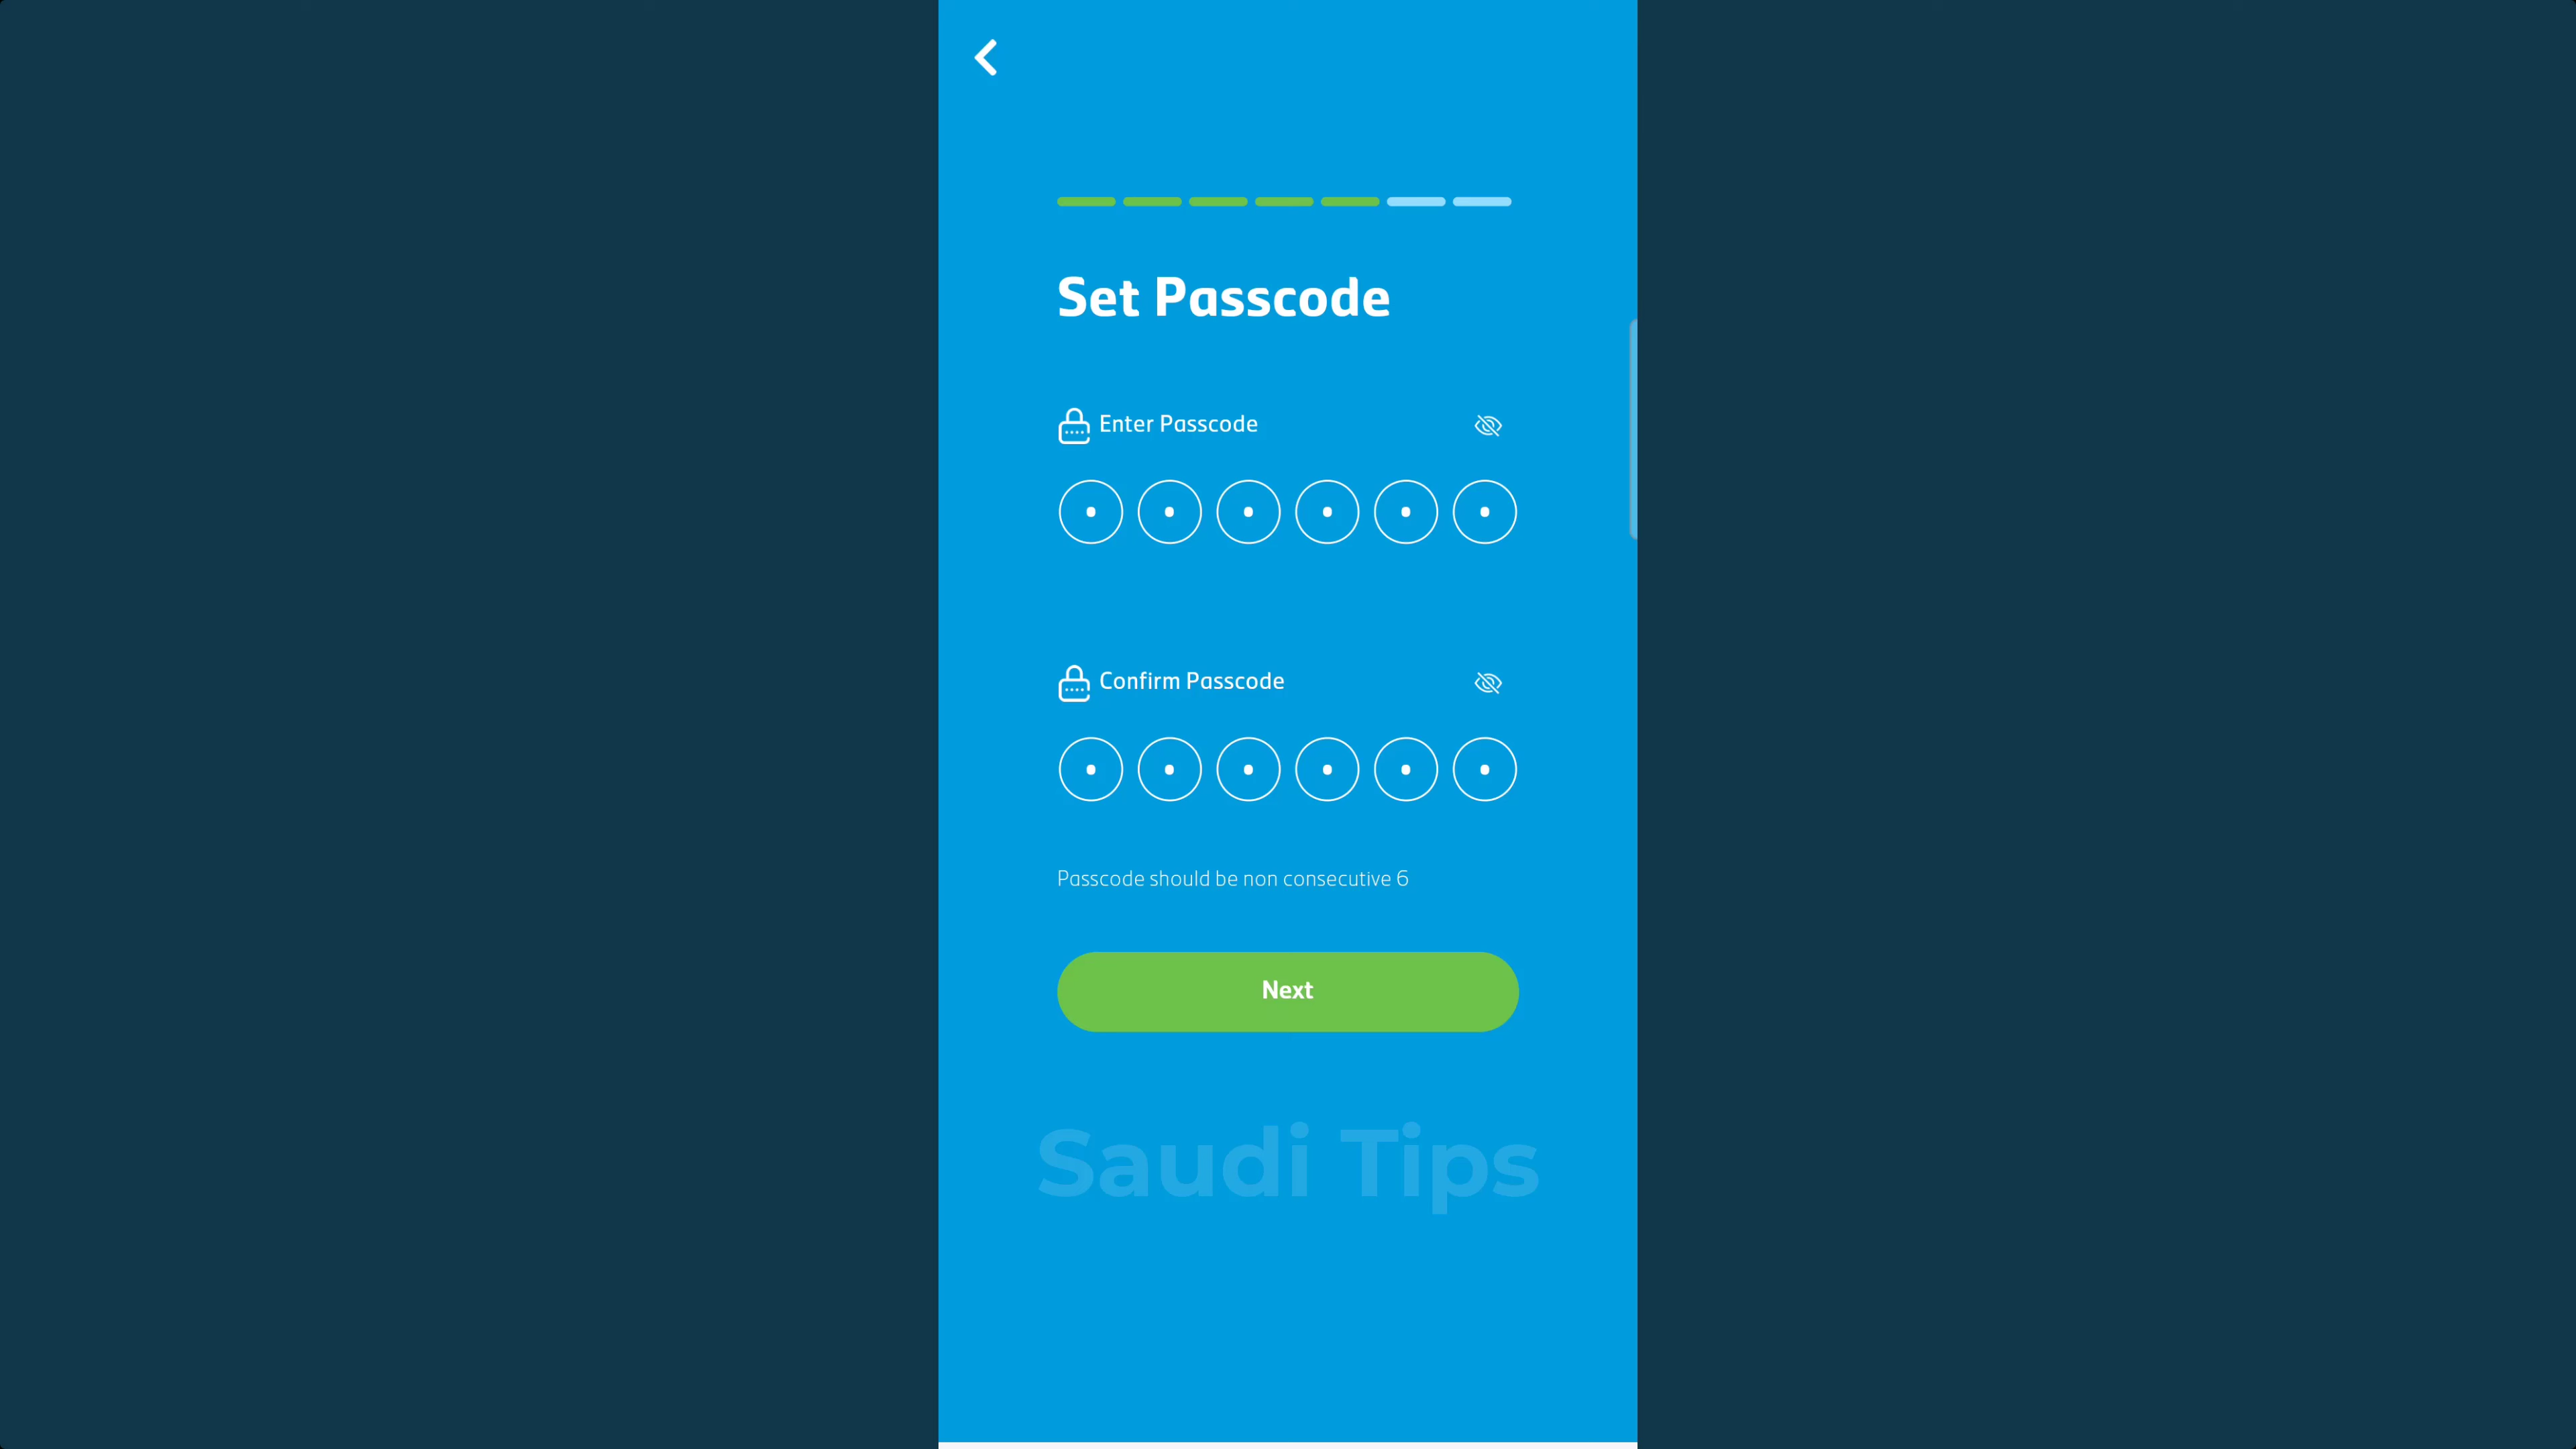 Set Passcode
Enter Passcode
Confirm Passcode
Passcode should be non consecutive 6
Next
Saudi Tips